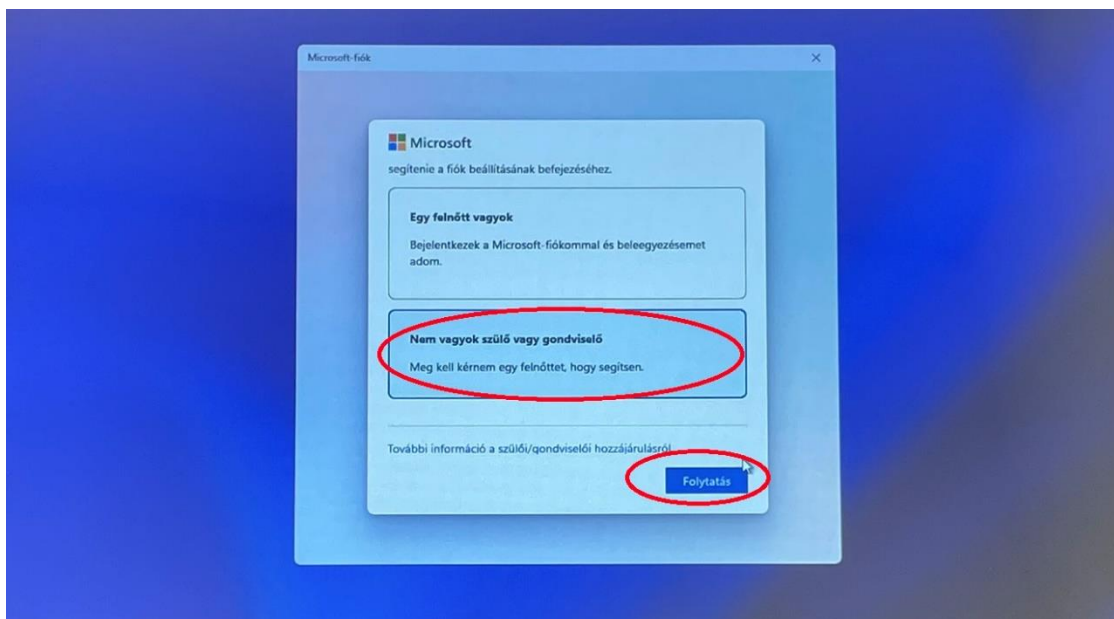 Microsoft-fiók
Microsoft
segítenie a fiók beállításának befejezéséhez.
Egy felnőtt vagyok
Bejelentkezek a Microsoft-fiókommal és beleegyezésemet
adom.
Nem vagyok szülő vagy gondviselő
Meg kell kérnem egy felnőttet, hogy segítsen.
További információ a szülői/gondviselői hozzájárulásról
Folytatás